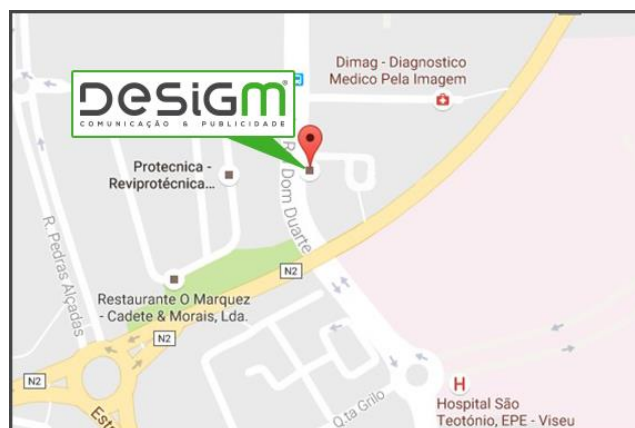 N2
Dimag - Diagnostico
Medico Pela Imagem
DESIGM
COMUNICAÇÃO & PUBLICIDADE
Protecnica -
Reviprotécnica...
Dom Duarte
R. Pedras Alçadas
N2
Restaurante O Marquez
- Cadete & Morais, Lda.
N2
N2
H
Hospital São
Teotónio, EPE - Viseu
Q.ta Grilo